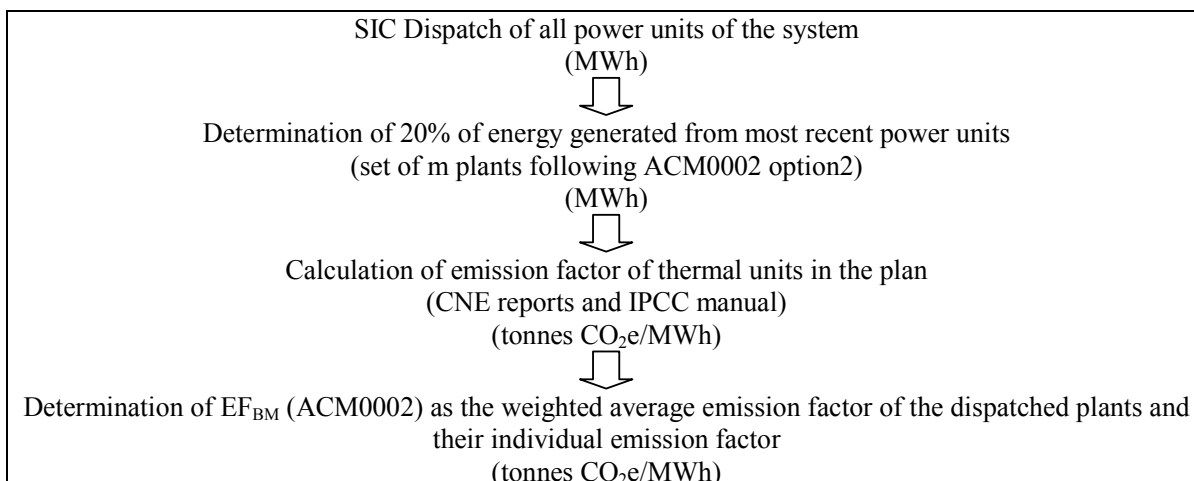 SIC Dispatch of all power units of the system
(MWh)
Determination of 20% of energy generated from most recent power units
(set of m plants following ACM0002 option2)
(MWh)
Calculation of emission factor of thermal units in the plan
(CNE reports and IPCC manual)
(tonnes CO₂e/MWh)
Determination of EF_BM (ACM0002) as the weighted average emission factor of the dispatched plants and
their individual emission factor
(tonnes CO₂e/MWh)